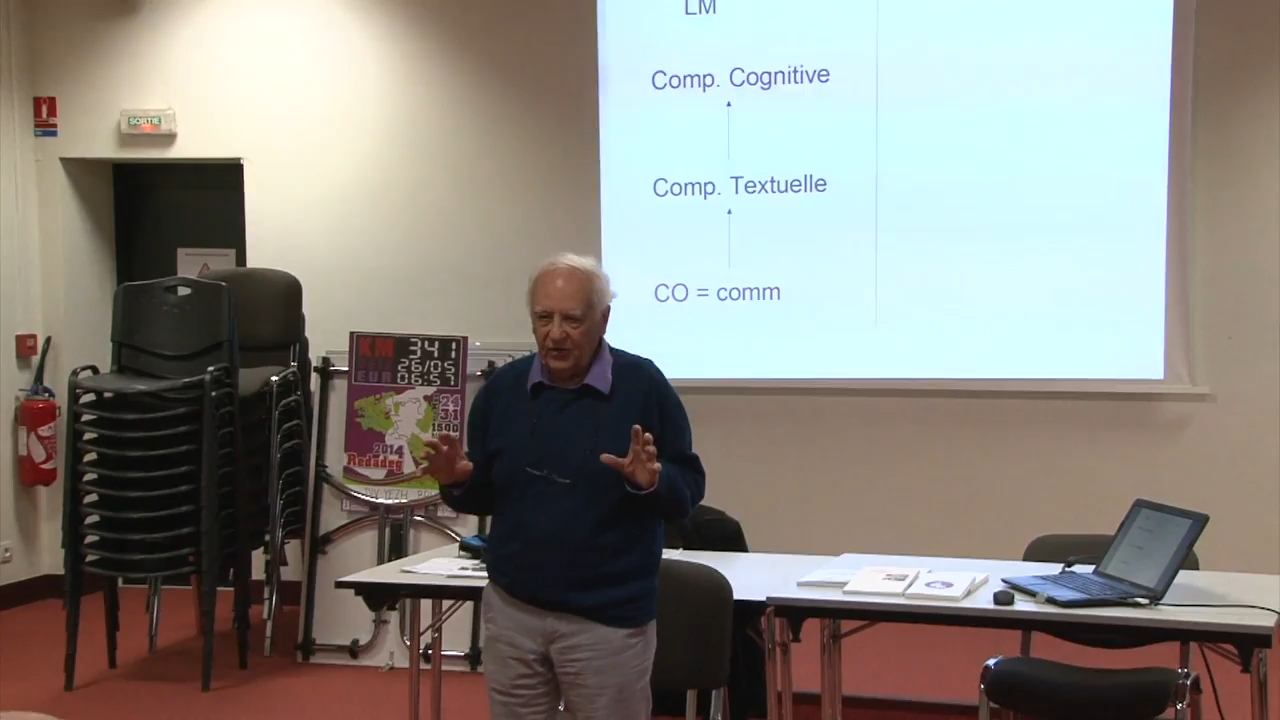 LM
Comp. Cognitive
Comp. Textuelle
CO = comm
SORTIE
KM 341
26/05
EUR 06:57
24
31
1500
2014
Redadeg